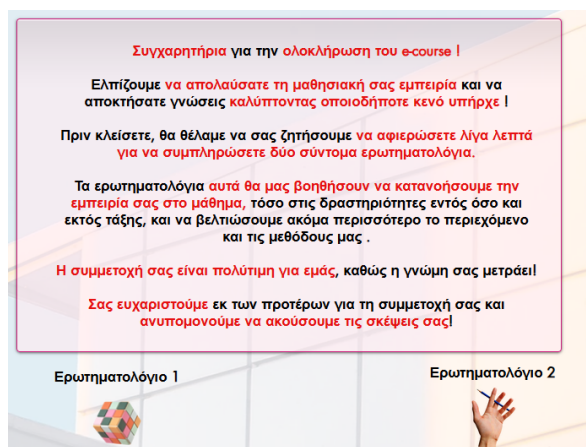 Συγχαρητήρια για την ολοκλήρωση του e-course !
Ελπίζουμε να απολαύσατε τη μαθησιακή σας εμπειρία και να
αποκτήσατε γνώσεις καλύπτοντας οποιοδήποτε κενό υπήρχε !
Πριν κλείσετε, θα θέλαμε να σας ζητήσουμε να αφιερώσετε λίγα λεπτά
για να συμπληρώσετε δύο σύντομα ερωτηματολόγια.
Τα ερωτηματολόγια αυτά θα μας βοηθήσουν να κατανοήσουμε την
εμπειρία σας στο μάθημα, τόσο στις δραστηριότητες εντός όσο και
εκτός τάξης, και να βελτιώσουμε ακόμα περισσότερο το περιεχόμενο
και τις μεθόδους μας .
Η συμμετοχή σας είναι πολύτιμη για εμάς, καθώς η γνώμη σας μετράει!
Σας ευχαριστούμε εκ των προτέρων για τη συμμετοχή σας και
ανυπομονούμε να ακούσουμε τις σκέψεις σας!
Ερωτηματολόγιο 1
Ερωτηματολόγιο 2